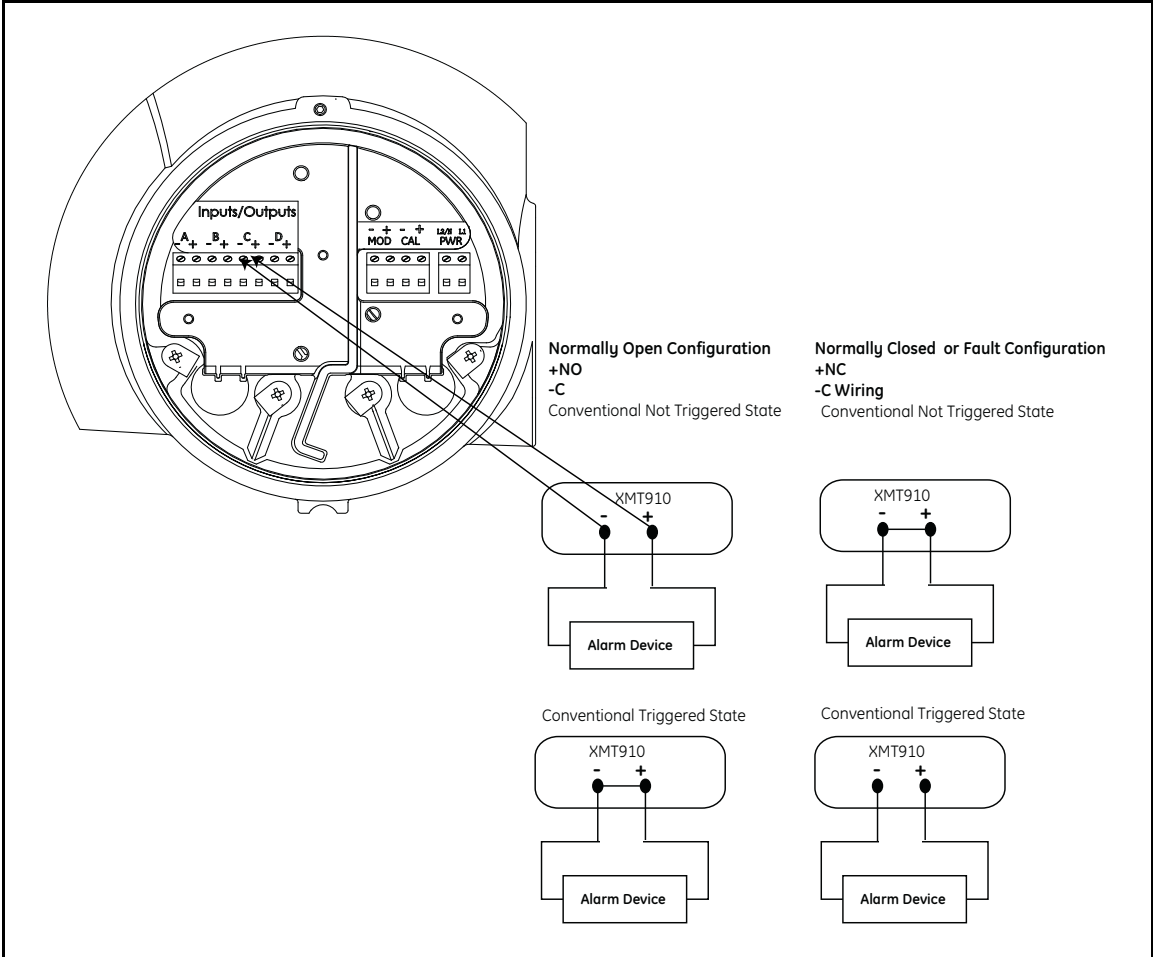 Inputs/Outputs
A B C D
- + - + - + - +
- + - + L2/N L1
MOD CAL PWR
Normally Open Configuration
+NO
-C
Conventional Not Triggered State
XMT910
- +
Alarm Device
Conventional Triggered State
XMT910
- +
Alarm Device
Normally Closed or Fault Configuration
+NC
-C Wiring
Conventional Not Triggered State
XMT910
- +
Alarm Device
Conventional Triggered State
XMT910
- +
Alarm Device